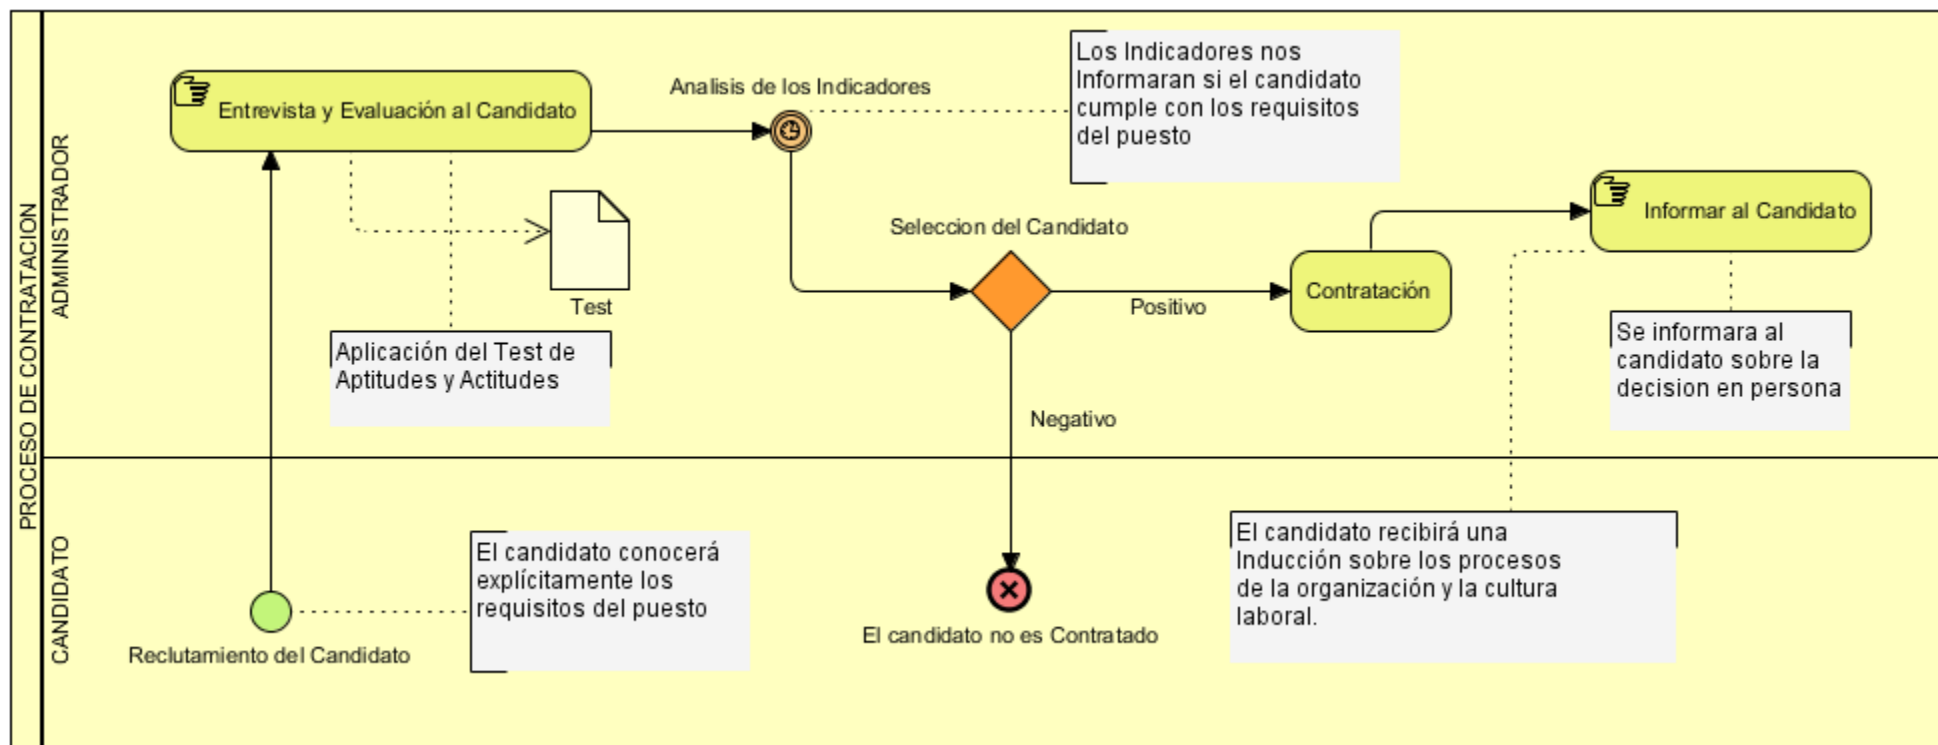 PROCESO DE CONTRATACION
ADMINISTRADOR
Entrevista y Evaluación al Candidato
Analisis de los Indicadores
Los Indicadores nos
Informaran si el candidato
cumple con los requisitos
del puesto
Test
Aplicación del Test de
Aptitudes y Actitudes
Seleccion del Candidato
Positivo
Negativo
Contratación
Informar al Candidato
Se informara al
candidato sobre la
decision en persona
CANDIDATO
Reclutamiento del Candidato
El candidato conocerá
explícitamente los
requisitos del puesto
El candidato no es Contratado
El candidato recibirá una
Inducción sobre los procesos
de la organización y la cultura
laboral.